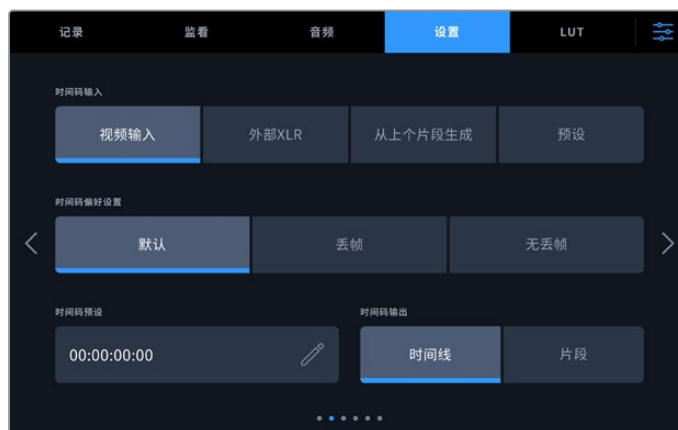 记录 监看 音频 设置 LUT
时间码输入
视频输入 外部XLR 从上个片段生成 预设
时间码偏好设置
默认 丢帧 无丢帧
时间码预设 时间码输出
00:00:00:00 时间线 片段